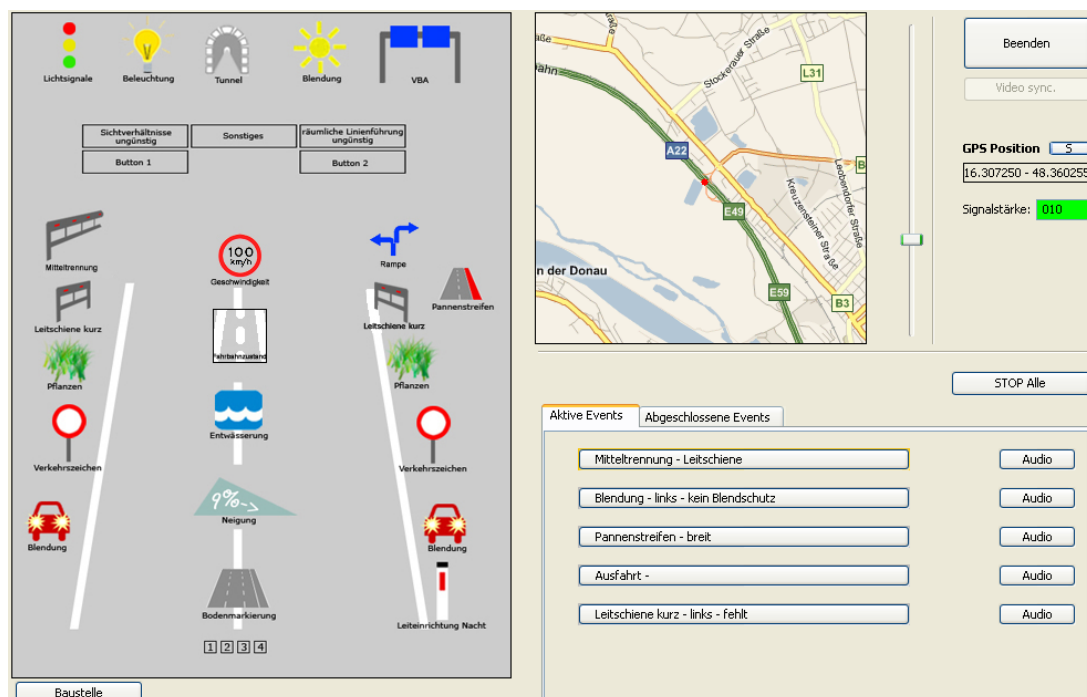 Lichtsignale
Beleuchtung
Tunnel
Blendung
VBA
Sichtverhältnisse
ungünstig
Sonstiges
räumliche Linienführung
ungünstig
Button 1
Button 2
Mitteltrennung
100
km/h
Geschwindigkeit
Rampe
Leitschiene kurz
Leitschiene kurz
Pannenstreifen
Fahrbahnzustand
Pflanzen
Pflanzen
Entwässerung
Verkehrszeichen
Verkehrszeichen
9%->
Neigung
Blendung
Blendung
Bodenmarkierung
Leiteinrichtung Nacht
1 2 3 4
Baustelle
aße
Straße
bahn
Stockerauer Straße
L31
A22
B
Leobendorfer Straße
Kreuzensteiner Straße
E49
n der Donau
E59
B3
Beenden
Video sync.
GPS Position S
16.307250 - 48.360255
Signalstärke: 010
STOP Alle
Aktive Events
Abgeschlossene Events
Mitteltrennung - Leitschiene Audio
Blendung - links - kein Blendschutz Audio
Pannenstreifen - breit Audio
Ausfahrt - Audio
Leitschiene kurz - links - fehlt Audio